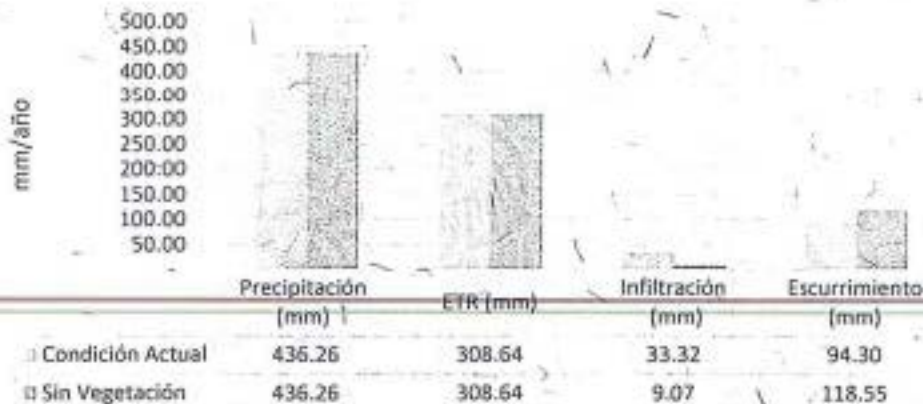 mm/año
500.00
450.00
400.00
350.00
300.00
250.00
200.00
150.00
100.00
50.00
Precipitación (mm) ETR (mm) Infiltración (mm) Escurrimiento (mm)
Condición Actual 436.26 308.64 33.32 94.30
Sin Vegetación 436.26 308.64 9.07 118.55